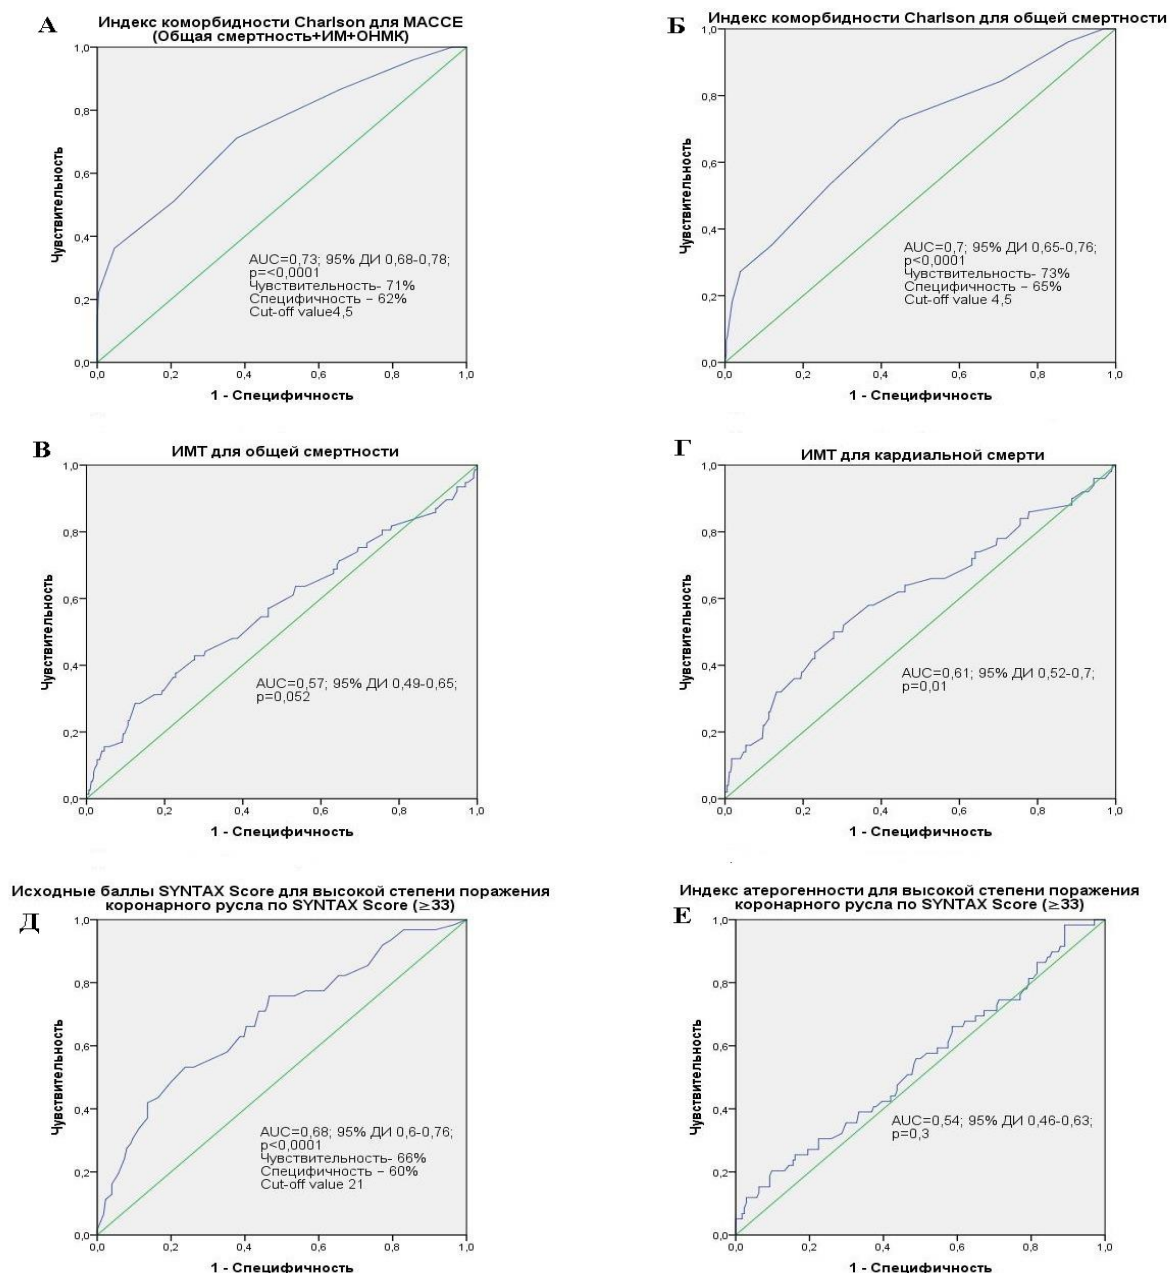 А
Индекс коморбидности Charlson для MACCE
(Общая смертность+ИМ+ОНМК)
1,0
0,8
0,6
0,4
0,2
0,0
Чувствительность
AUC=0,73; 95% ДИ 0,68-0,78;
p=<0,0001
Чувствительность- 71%
Специфичность – 62%
Cut-off value4,5
0,0 0,2 0,4 0,6 0,8 1,0
1 - Специфичность
Б
Индекс коморбидности Charlson для общей смертности
1,0
0,8
0,6
0,4
0,2
0,0
Чувствительность
AUC=0,7; 95% ДИ 0,65-0,76;
p<0,0001
Чувствительность- 73%
Специфичность – 65%
Cut-off value 4,5
0,0 0,2 0,4 0,6 0,8 1,0
1 - Специфичность
В
ИМТ для общей смертности
1,0
0,8
0,6
0,4
0,2
0,0
Чувствительность
AUC=0,57; 95% ДИ 0,49-0,65;
p=0,052
0,0 0,2 0,4 0,6 0,8 1,0
1 - Специфичность
Г
ИМТ для кардиальной смерти
1,0
0,8
0,6
0,4
0,2
0,0
Чувствительность
AUC=0,61; 95% ДИ 0,52-0,7;
p=0,01
0,0 0,2 0,4 0,6 0,8 1,0
1 - Специфичность
Д
Исходные баллы SYNTAX Score для высокой степени поражения
коронарного русла по SYNTAX Score (≥33)
1,0
0,8
0,6
0,4
0,2
0,0
Чувствительность
AUC=0,68; 95% ДИ 0,6-0,76;
p<0,0001
Чувствительность- 66%
Специфичность – 60%
Cut-off value 21
0,0 0,2 0,4 0,6 0,8 1,0
1 - Специфичность
Е
Индекс атерогенности для высокой степени поражения
коронарного русла по SYNTAX Score (≥33)
1,0
0,8
0,6
0,4
0,2
0,0
Чувствительность
AUC=0,54; 95% ДИ 0,46-0,63;
p=0,3
0,0 0,2 0,4 0,6 0,8 1,0
1 - Специфичность